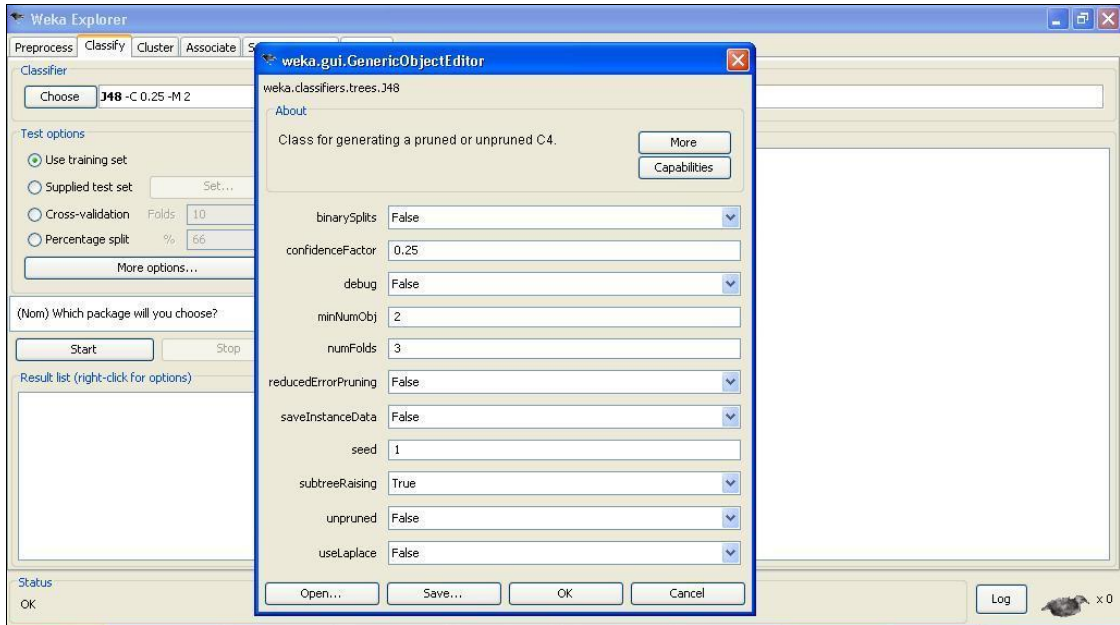 Weka Explorer
Preprocess Classify Cluster Associate S
Classifier
Choose J48 -C 0.25 -M 2
Test options
Use training set
Supplied test set Set...
Cross-validation Folds 10
Percentage split % 66
More options...
(Nom) Which package will you choose?
Start Stop
Result list (right-click for options)
Status
OK
Log x 0
weka.gui.GenericObjectEditor
weka.classifiers.trees.J48
About
Class for generating a pruned or unpruned C4.
More
Capabilities
binarySplits False
confidenceFactor 0.25
debug False
minNumObj 2
numFolds 3
reducedErrorPruning False
saveInstanceData False
seed 1
subtreeRaising True
unpruned False
useLaplace False
Open... Save... OK Cancel